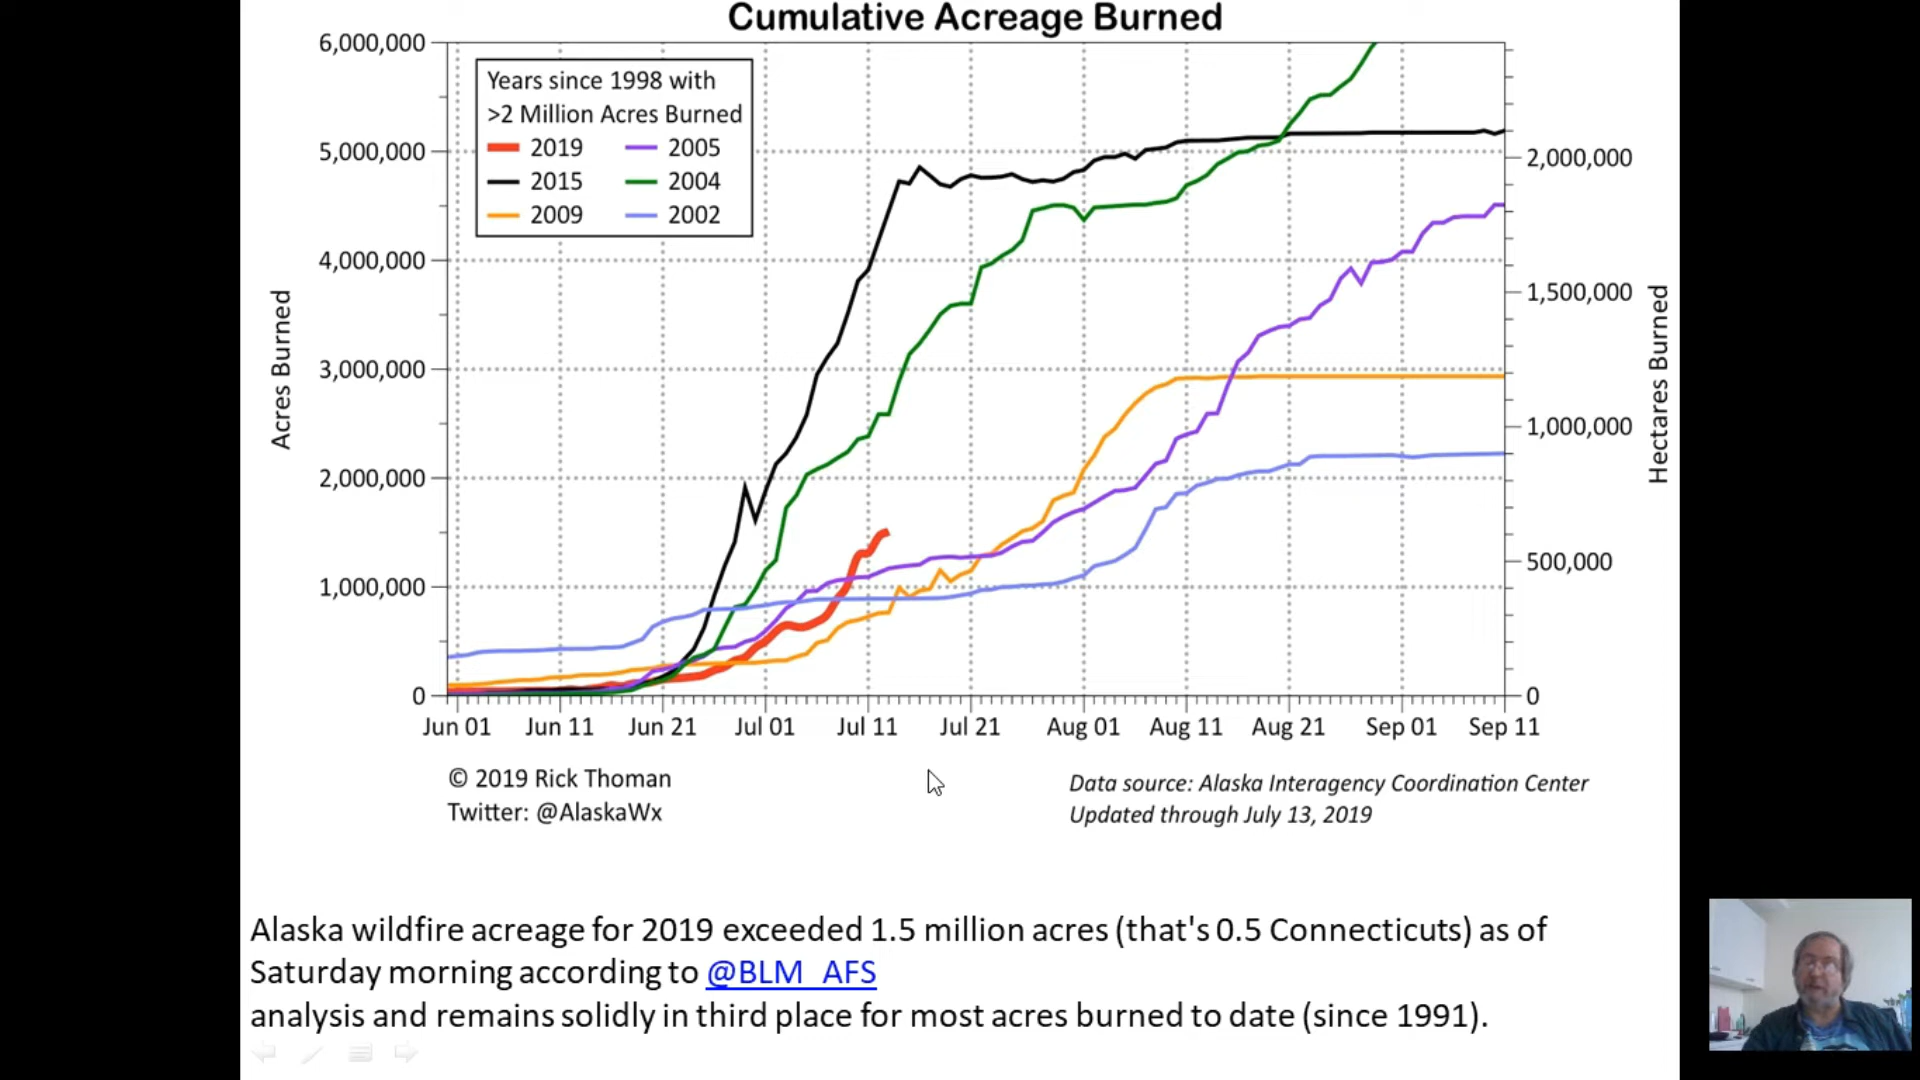 Cumulative Acreage Burned
6,000,000
5,000,000
4,000,000
3,000,000
2,000,000
1,000,000
0
Acres Burned
Years since 1998 with
>2 Million Acres Burned
2019 2005
2015 2004
2009 2002
2,000,000
1,500,000
1,000,000
500,000
0
Hectares Burned
Jun 01 Jun 11 Jun 21 Jul 01 Jul 11 Jul 21 Aug 01 Aug 11 Aug 21 Sep 01 Sep 11
© 2019 Rick Thoman
Twitter: @AlaskaWx
Data source: Alaska Interagency Coordination Center
Updated through July 13, 2019
Alaska wildfire acreage for 2019 exceeded 1.5 million acres (that's 0.5 Connecticuts) as of
Saturday morning according to @BLM_AFS
analysis and remains solidly in third place for most acres burned to date (since 1991).